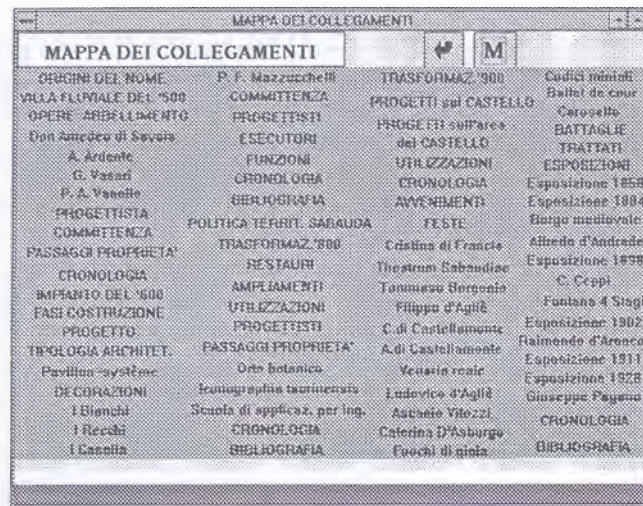 MAPPA DEI COLLEGAMENTI
MAPPA DEI COLLEGAMENTI
M
ORIGINI DEL NOME
VILLA FLUVIALE DEL '500
OPERE ABBELLIMENTO
Don Amedeo di Savoia
A. Ardente
G. Vasari
P. A. Vanello
PROGETTISTA
COMMITTENZA
PASSAGGI PROPRIETA'
CRONOLOGIA
IMPIANTO DEL '600
FASI COSTRUZIONE
PROGETTO
TIPOLOGIA ARCHITET.
Pavillon-système
DECORAZIONI
I Bianchi
I Recchi
I Casella
P. F. Mazzucchelli
COMMITTENZA
PROGETTISTI
ESECUTORI
FUNZIONI
CRONOLOGIA
BIBLIOGRAFIA
POLITICA TERRIT. SABAUDA
TRASFORMAZ. '800
RESTAURI
AMPLIAMENTI
UTILIZZAZIONI
PROGETTISTI
PASSAGGI PROPRIETA'
Orto botanico
Iconographia taurinensis
Scuola di applicaz. per ing.
CRONOLOGIA
BIBLIOGRAFIA
TRASFORMAZ. '900
PROGETTI sul CASTELLO
PROGETTI sull'area
del CASTELLO
UTILIZZAZIONI
CRONOLOGIA
AVVENIMENTI
FESTE
Cristina di Francia
Theatrum Sabaudiae
Tommaso Borgonio
Filippo d'Agliè
C.di Castellamonte
A.di Castellamonte
Venaria reale
Ludovico d'Agliè
Ascanio Vitozzi
Caterina D'Asburgo
Fuochi di gioia
Codici miniati
Ballet de cour
Carosello
BATTAGLIE
TRATTATI
ESPOSIZIONI
Esposizione 1858
Esposizione 1884
Borgo medievale
Alfredo d'Andrade
Esposizione 1898
C. Ceppi
Fontana 4 Stag
Esposizione 1902
Raimondo d'Aronco
Esposizione 1911
Esposizione 1928
Giuseppe Pagano
CRONOLOGIA
BIBLIOGRAFIA